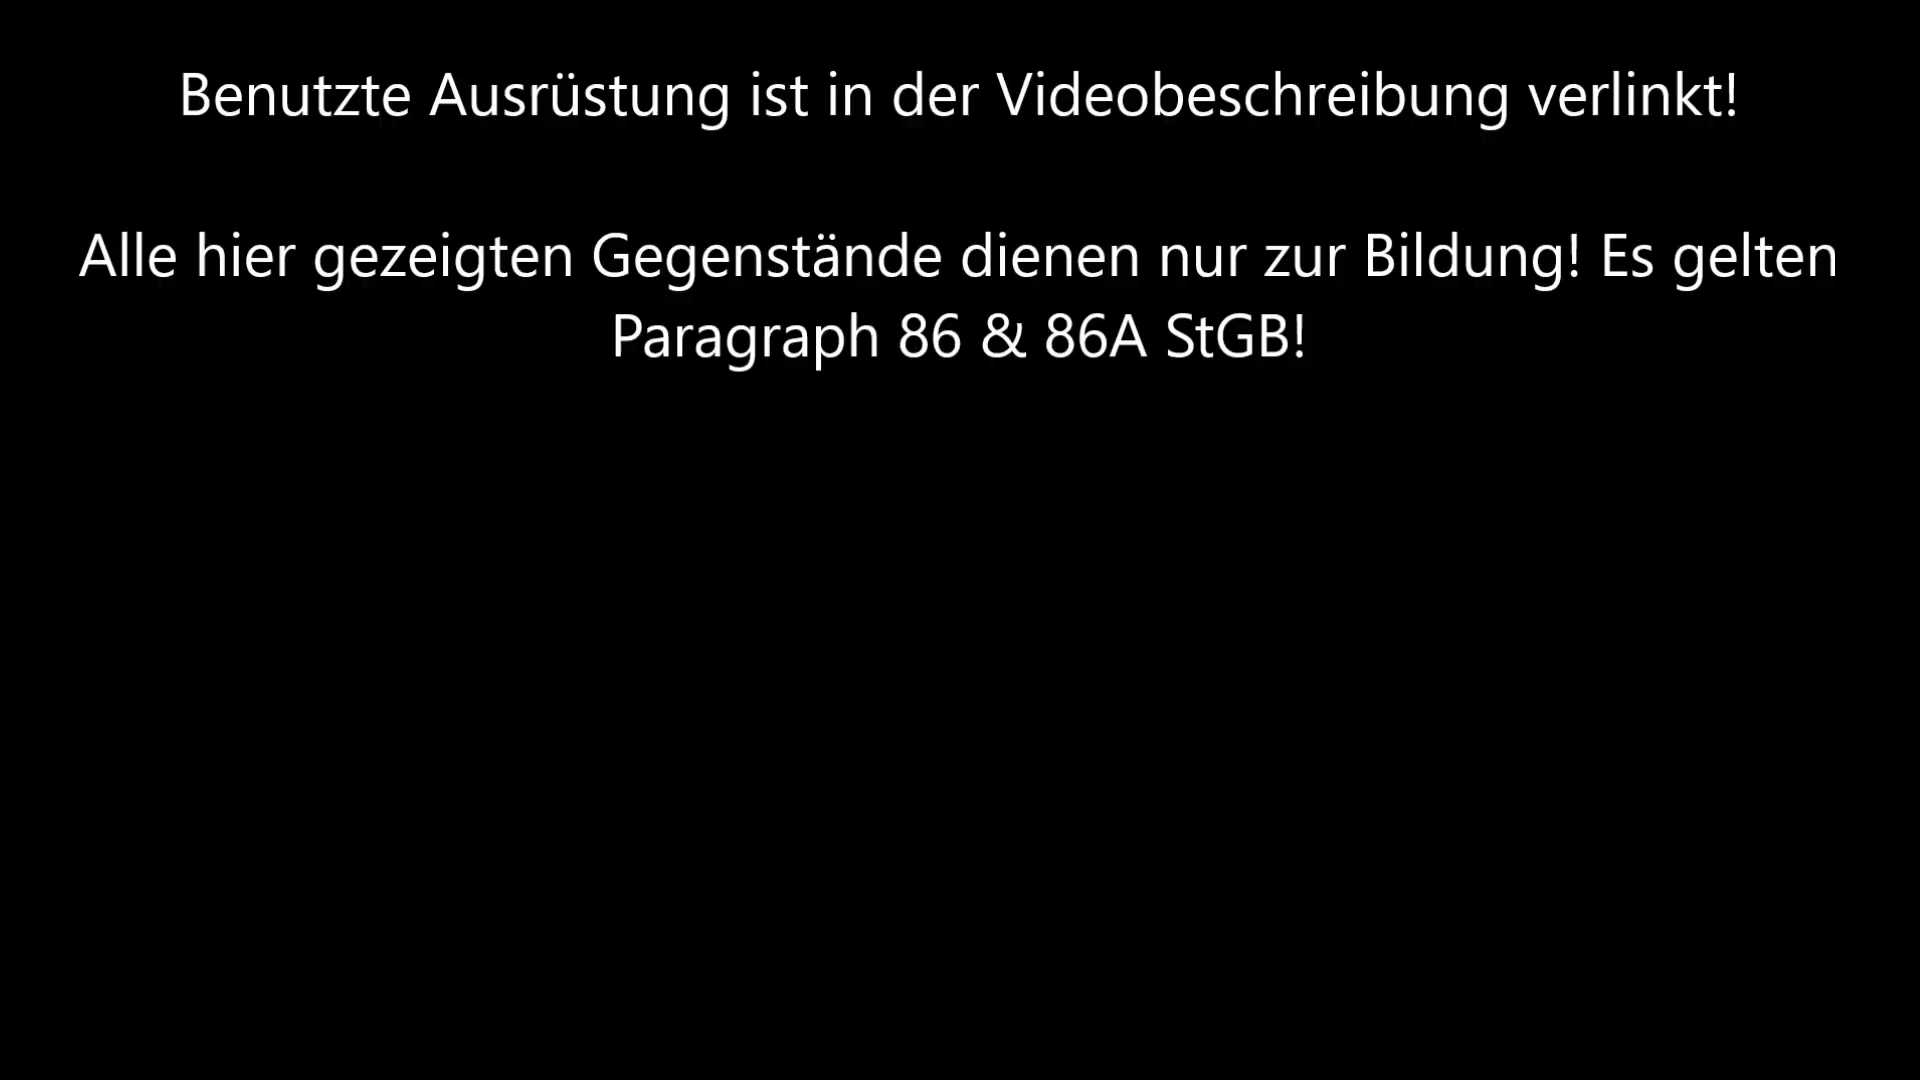 Benutzte Ausrüstung ist in der Videobeschreibung verlinkt!
Alle hier gezeigten Gegenstände dienen nur zur Bildung! Es gelten
Paragraph 86 & 86A StGB!